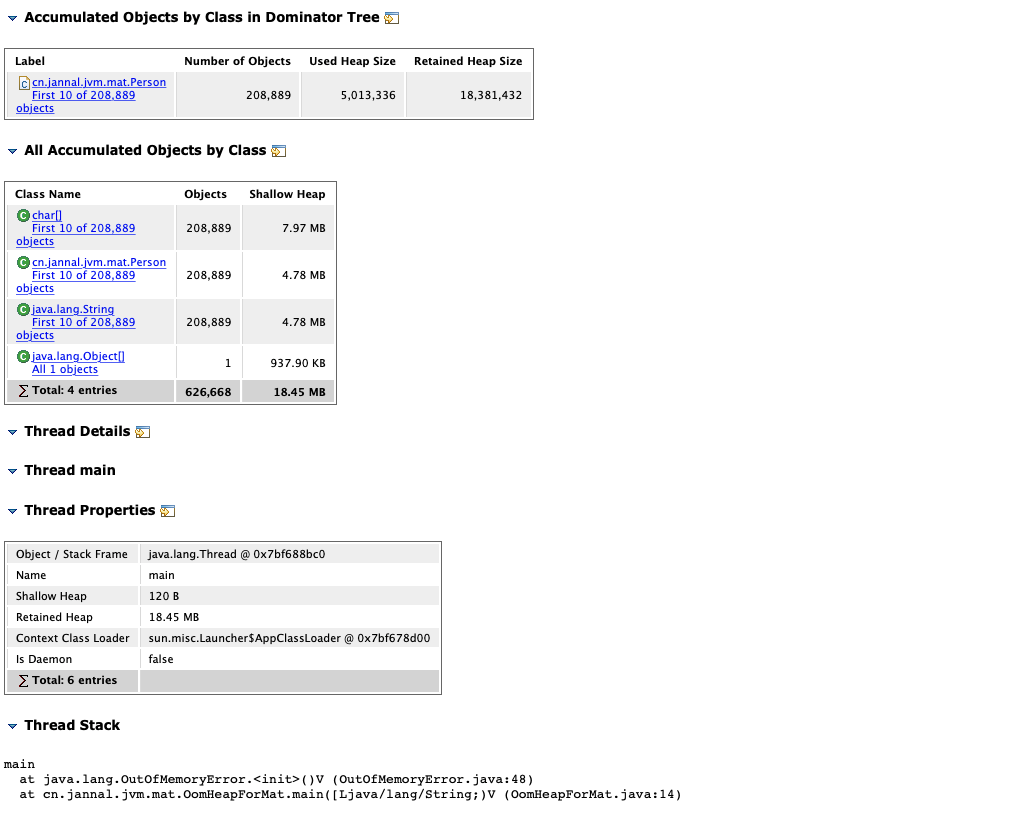 Accumulated Objects by Class in Dominator Tree
Label Number of Objects Used Heap Size Retained Heap Size
cn.jannal.jvm.mat.Person
First 10 of 208,889
objects
208,889 5,013,336 18,381,432
All Accumulated Objects by Class
Class Name Objects Shallow Heap
char[]
First 10 of 208,889
objects
208,889 7.97 MB
cn.jannal.jvm.mat.Person
First 10 of 208,889
objects
208,889 4.78 MB
java.lang.String
First 10 of 208,889
objects
208,889 4.78 MB
java.lang.Object[]
All 1 objects
1 937.90 KB
Total: 4 entries 626,668 18.45 MB
Thread Details
Thread main
Thread Properties
Object / Stack Frame java.lang.Thread @ 0x7bf688bc0
Name main
Shallow Heap 120 B
Retained Heap 18.45 MB
Context Class Loader sun.misc.Launcher$AppClassLoader @ 0x7bf678d00
Is Daemon false
Total: 6 entries
Thread Stack
main
at java.lang.OutOfMemoryError.<init>()V (OutOfMemoryError.java:48)
at cn.jannal.jvm.mat.OomHeapForMat.main([Ljava/lang/String;)V (OomHeapForMat.java:14)